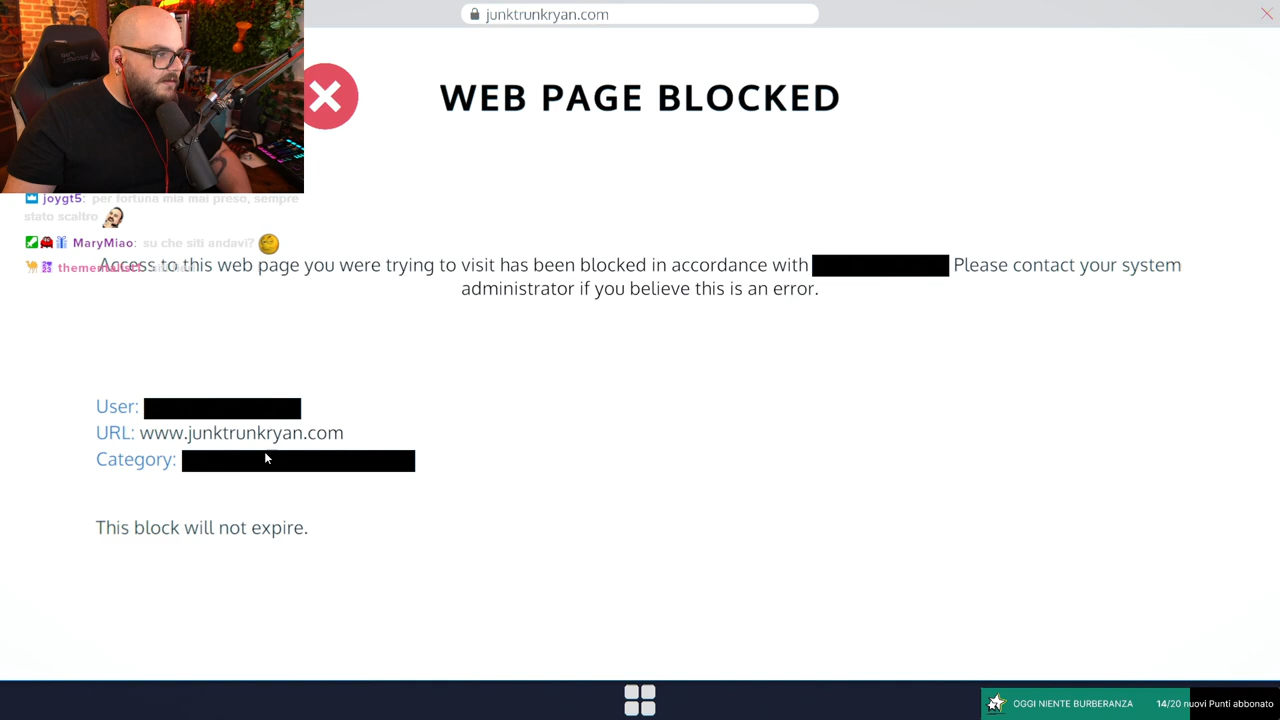 junktrunkryan.com
WEB PAGE BLOCKED
joygt5: per fortuna mia mai preso, sempre
stato scaltro
MaryMiao: su che siti andavi?
Access to this web page you were trying to visit has been blocked in accordance with Please contact your system
administrator if you believe this is an error.
User:
URL: www.junktrunkryan.com
Category:
This block will not expire.
OGGI NIENTE BURBERANZA 14/20 nuovi Punti abbonato